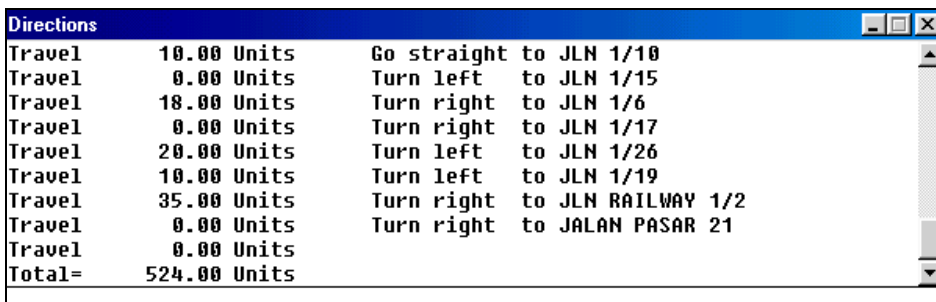 Directions
Travel 10.00 Units Go straight to JLN 1/10
Travel 0.00 Units Turn left to JLN 1/15
Travel 18.00 Units Turn right to JLN 1/6
Travel 0.00 Units Turn right to JLN 1/17
Travel 20.00 Units Turn left to JLN 1/26
Travel 10.00 Units Turn left to JLN 1/19
Travel 35.00 Units Turn right to JLN RAILWAY 1/2
Travel 0.00 Units Turn right to JALAN PASAR 21
Travel 0.00 Units
Total= 524.00 Units